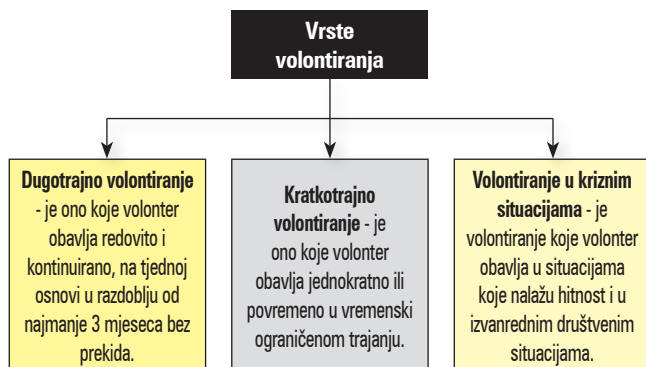 Vrste
volontiranja
Dugotrajno volontiranje
- je ono koje volonter
obavlja redovito i
kontinuirano, na tjednoj
osnovi u razdoblju od
najmanje 3 mjeseca bez
prekida.
Kratkotrajno
volontiranje - je
ono koje volonter
obavlja jednokratno ili
povremeno u vremenski
ograničenom trajanju.
Volontiranje u kriznim
situacijama - je
volontiranje koje volonter
obavlja u situacijama
koje nalažu hitnost i u
izvanrednim društvenim
situacijama.